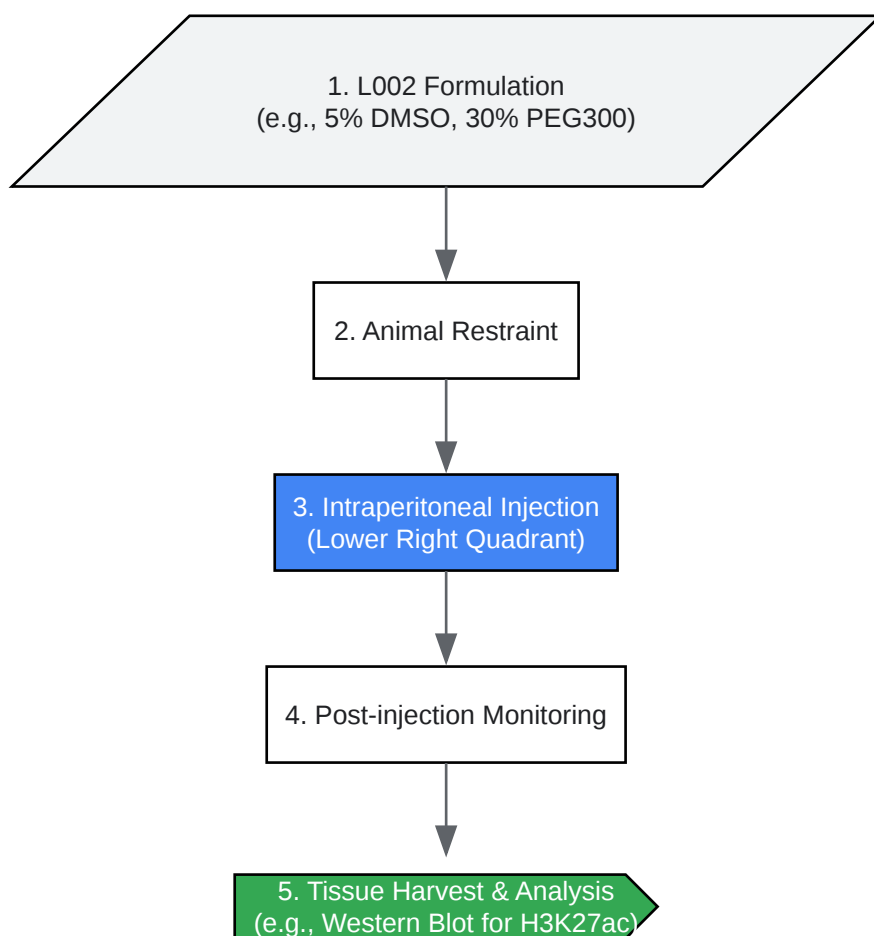 1. L002 Formulation
(e.g., 5% DMSO, 30% PEG300)
2. Animal Restraint
3. Intraperitoneal Injection
(Lower Right Quadrant)
4. Post-injection Monitoring
5. Tissue Harvest & Analysis
(e.g., Western Blot for H3K27ac)